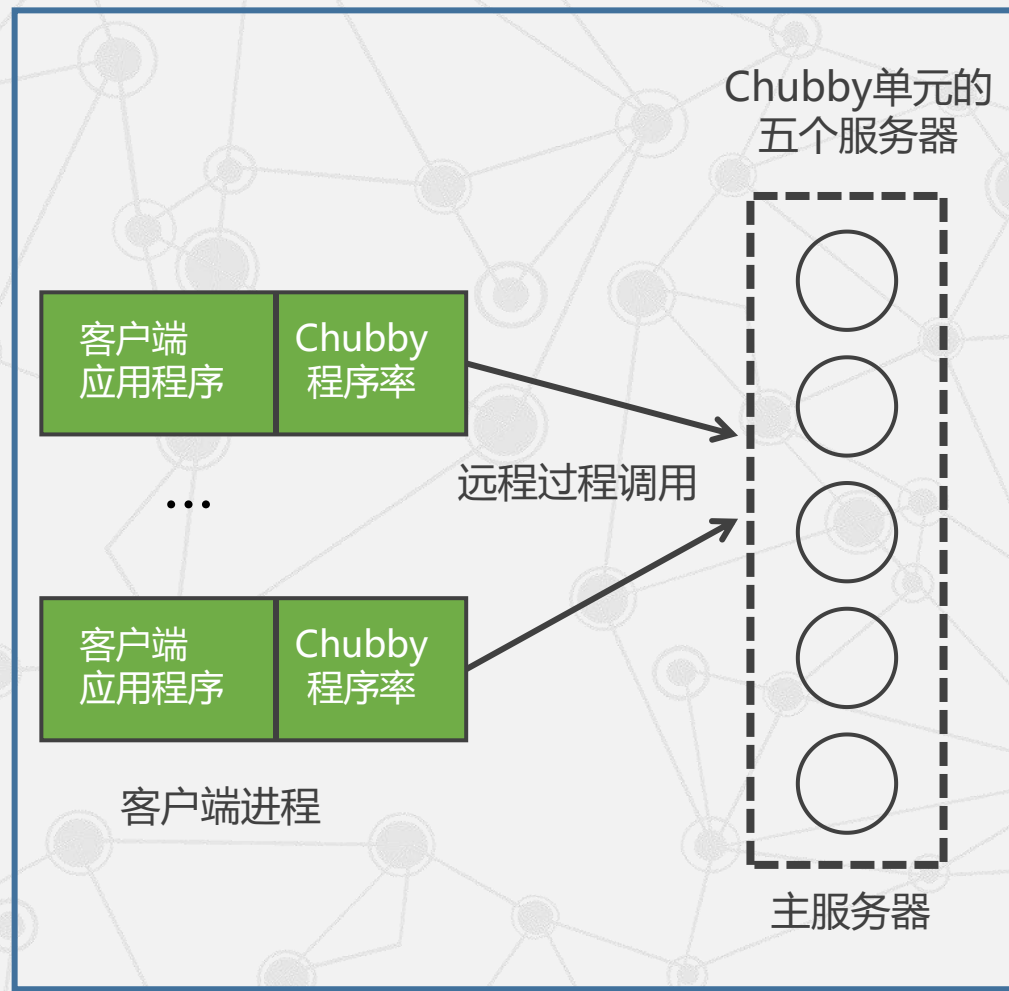 Chubby单元的
五个服务器
客户端
应用程序
Chubby
程序率
远程过程调用
...
客户端
应用程序
Chubby
程序率
客户端进程
主服务器